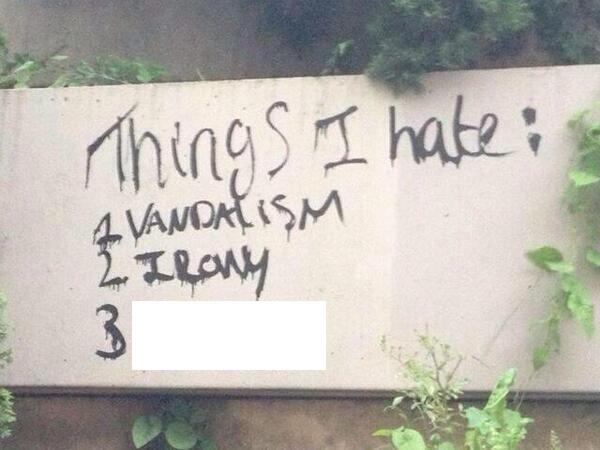 Things I hate:
1 VANDALISM
2 IRONY
3